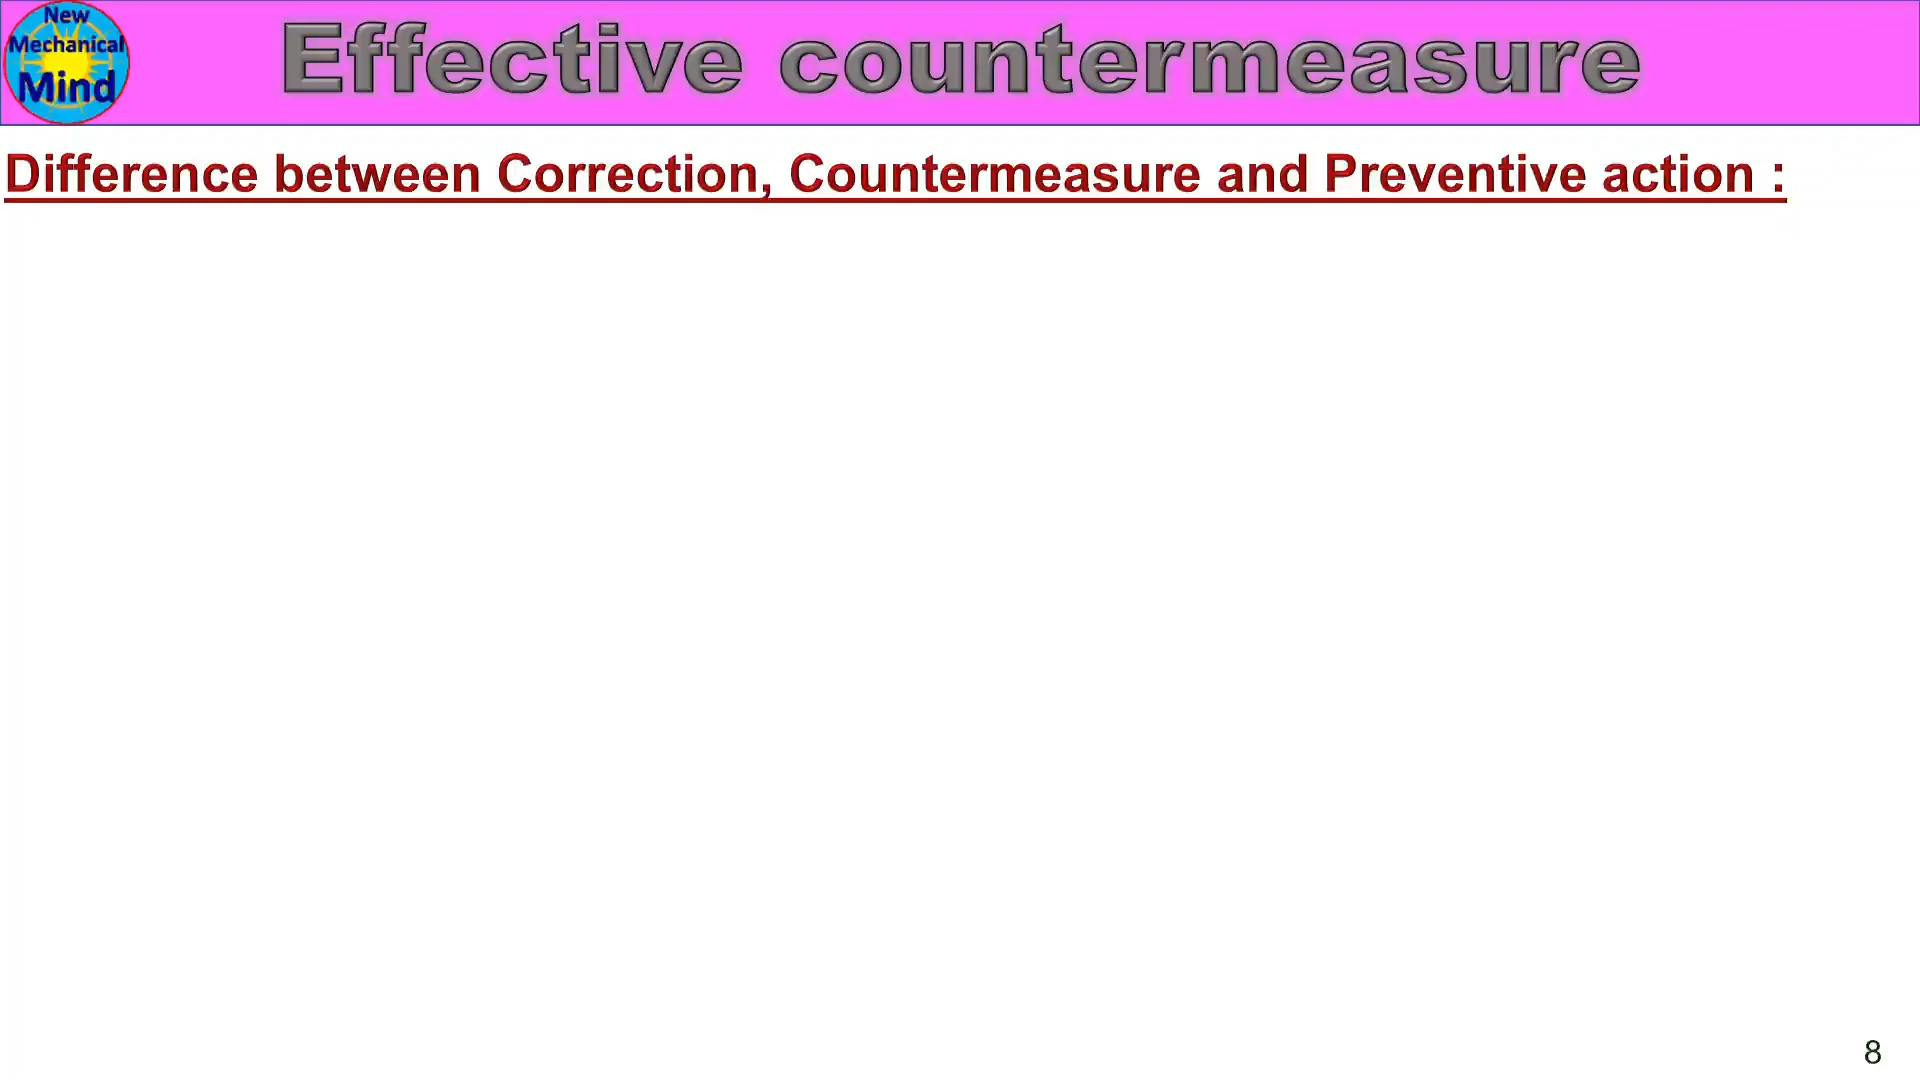 New
Mechanical
Mind
Effective countermeasure
Difference between Correction, Countermeasure and Preventive action :
8